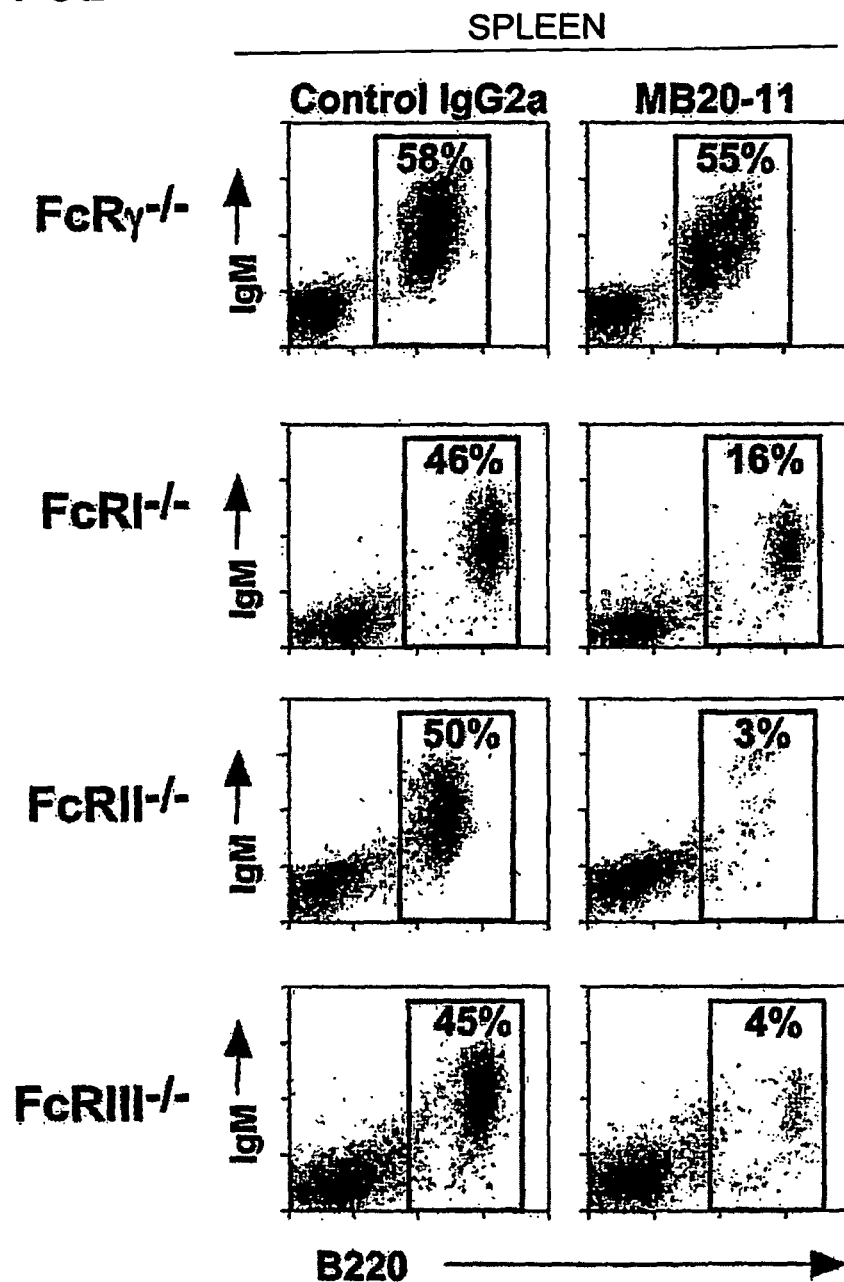 SPLEEN
Control IgG2a MB20-11
FcRγ-/- IgM 58% 55%
FcRI-/- IgM 46% 16%
FcRII-/- IgM 50% 3%
FcRIII-/- IgM 45% 4%
B220